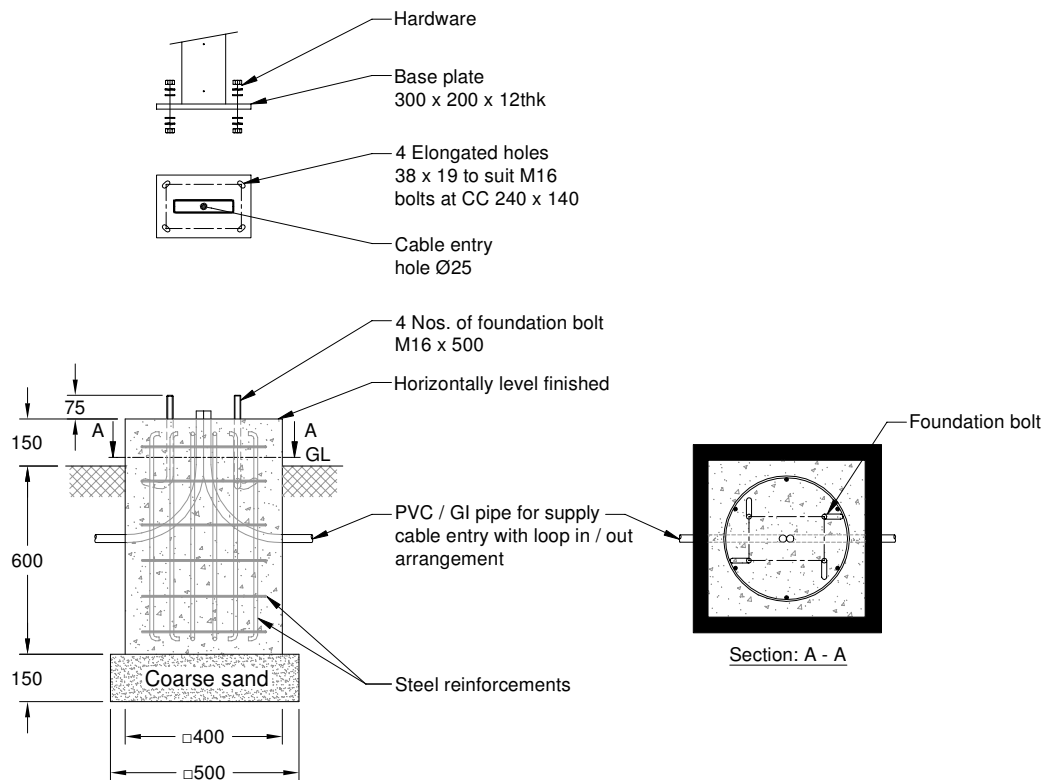 Hardware
Base plate
300 x 200 x 12thk
4 Elongated holes
38 x 19 to suit M16
bolts at CC 240 x 140
Cable entry
hole Ø25
4 Nos. of foundation bolt
M16 x 500
Horizontally level finished
75
150
A
A
GL
Foundation bolt
PVC / GI pipe for supply
cable entry with loop in / out
arrangement
600
Section: A - A
150
Coarse sand
Steel reinforcements
□400
□500